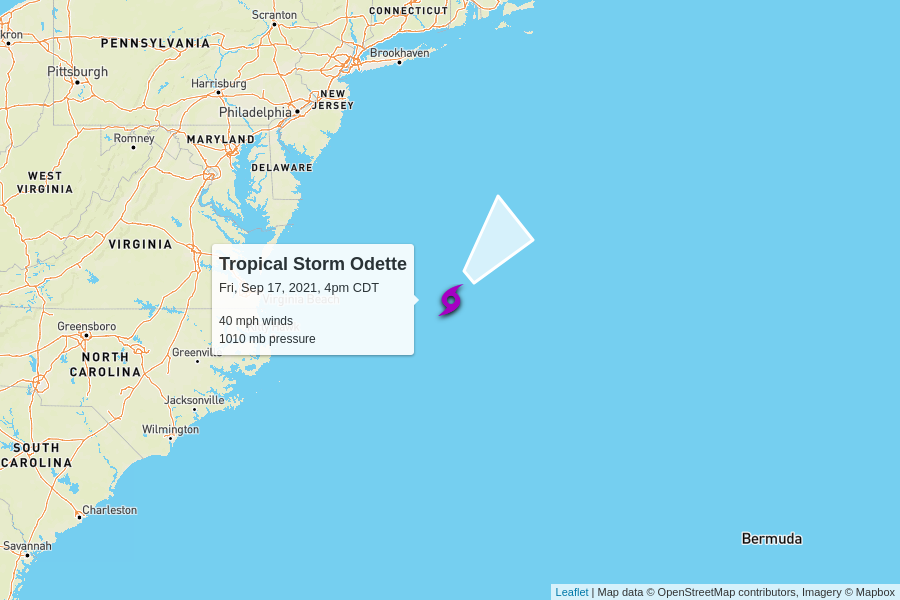 Scranton
CONNECTICUT
kron
PENNSYLVANIA
Brookhaven
Pittsburgh
Harrisburg
NEW
JERSEY
Philadelphia
Romney
MARYLAND
DELAWARE
WEST
VIRGINIA
VIRGINIA
Tropical Storm Odette
Fri, Sep 17, 2021, 4pm CDT
Virginia Beach
40 mph winds
1010 mb pressure
Greensboro
Greenville
NORTH
CAROLINA
Jacksonville
Wilmington
SOUTH
CAROLINA
Charleston
Savannah
Bermuda
Leaflet | Map data © OpenStreetMap contributors, Imagery © Mapbox